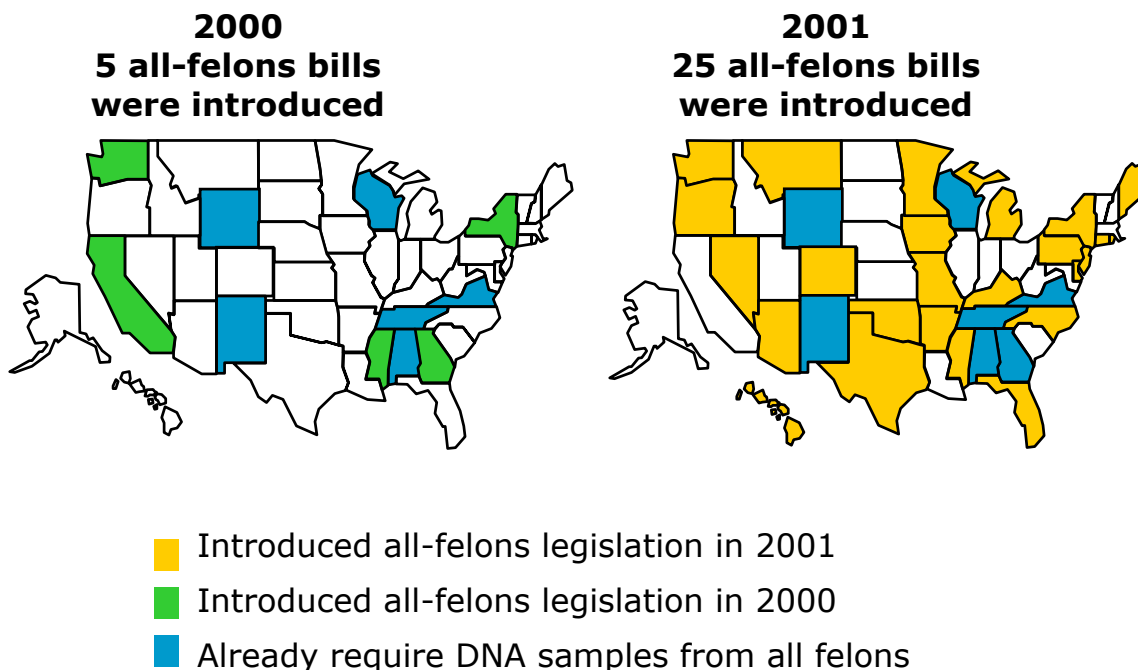 2000
5 all-felons bills
were introduced
2001
25 all-felons bills
were introduced
Introduced all-felons legislation in 2001
Introduced all-felons legislation in 2000
Already require DNA samples from all felons